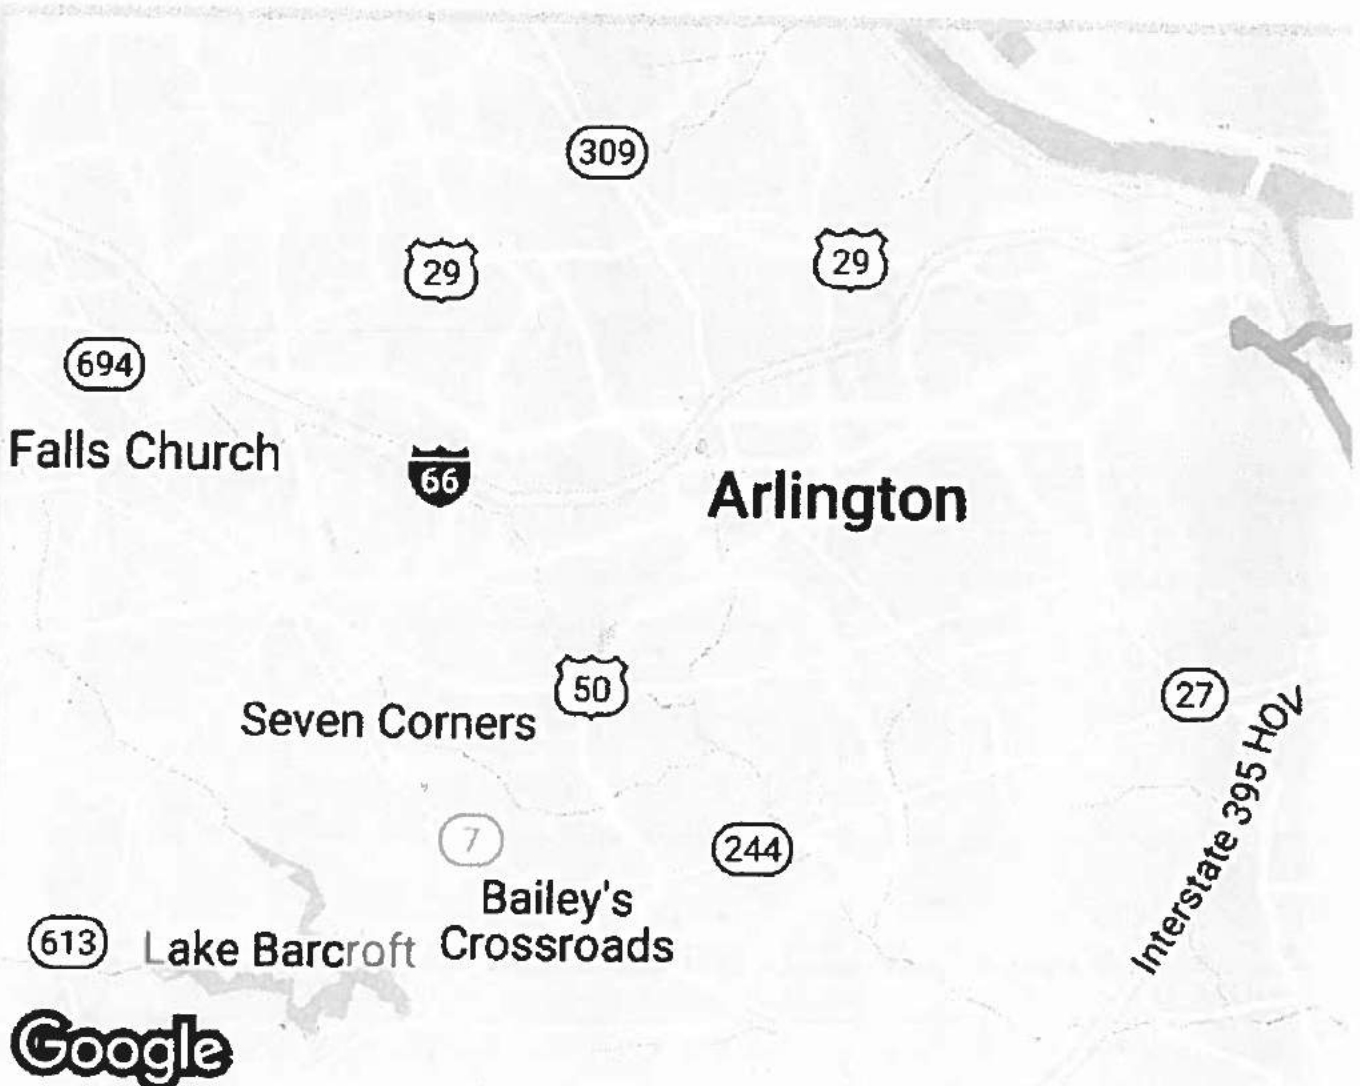 309
29
29
694
Falls Church
66
Arlington
50
27
Seven Corners
Interstate 395 HOV
7
244
Bailey's
Crossroads
613
Lake Barcroft
Google